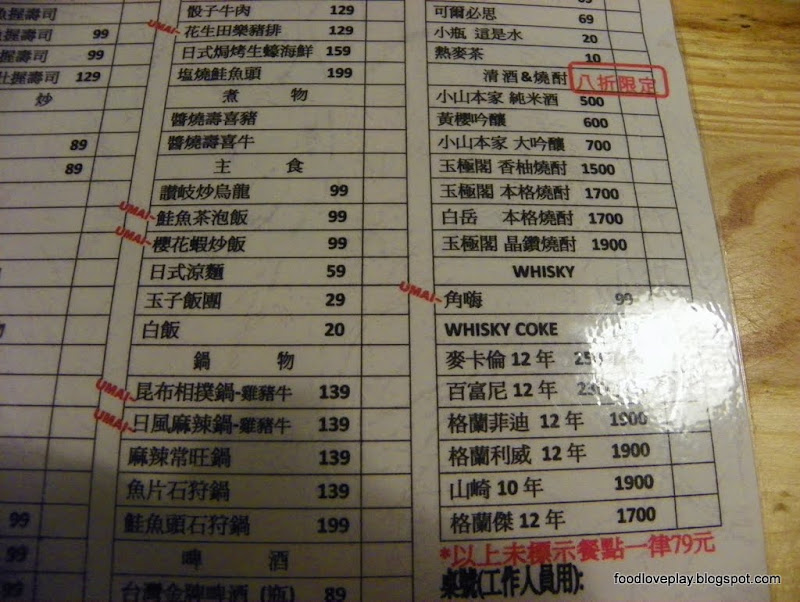 握壽司
握壽司 99
握壽司 99
握壽司 129
炒
89
89
99
99
99
骰子牛肉 129
UMAI~ 花生田樂豬排 129
日式焗烤生蠔海鮮 159
塩燒鮭魚頭 199
煮 物
醬燒壽喜豬
醬燒壽喜牛
主 食
讚岐炒烏龍 99
UMAI~ 鮭魚茶泡飯 99
UMAI~ 櫻花蝦炒飯 99
日式涼麵 59
玉子飯團 29
白飯 20
鍋 物
UMAI~ 昆布相撲鍋-雞豬牛 139
UMAI~ 日風麻辣鍋-雞豬牛 139
麻辣常旺鍋 139
魚片石狩鍋 139
鮭魚頭石狩鍋 199
啤 酒
台灣金牌啤酒（瓶） 89
可爾必思 69
小瓶 這是水 20
熱麥茶 10
清酒&燒酎 八折限定
小山本家 純米酒 500
黃櫻吟釀 600
小山本家 大吟釀 700
玉極閣 香柚燒酎 1500
玉極閣 本格燒酎 1700
白岳 本格燒酎 1700
玉極閣 晶鑽燒酎 1900
WHISKY
UMAI~ 角嗨 99
WHISKY COKE
麥卡倫 12 年
百富尼 12 年
格蘭菲迪 12 年 1900
格蘭利威 12 年 1900
山崎 10 年 1900
格蘭傑 12 年 1700
*以上未標示餐點一律79元
桌號(工作人員用):
foodloveplay.blogspot.com